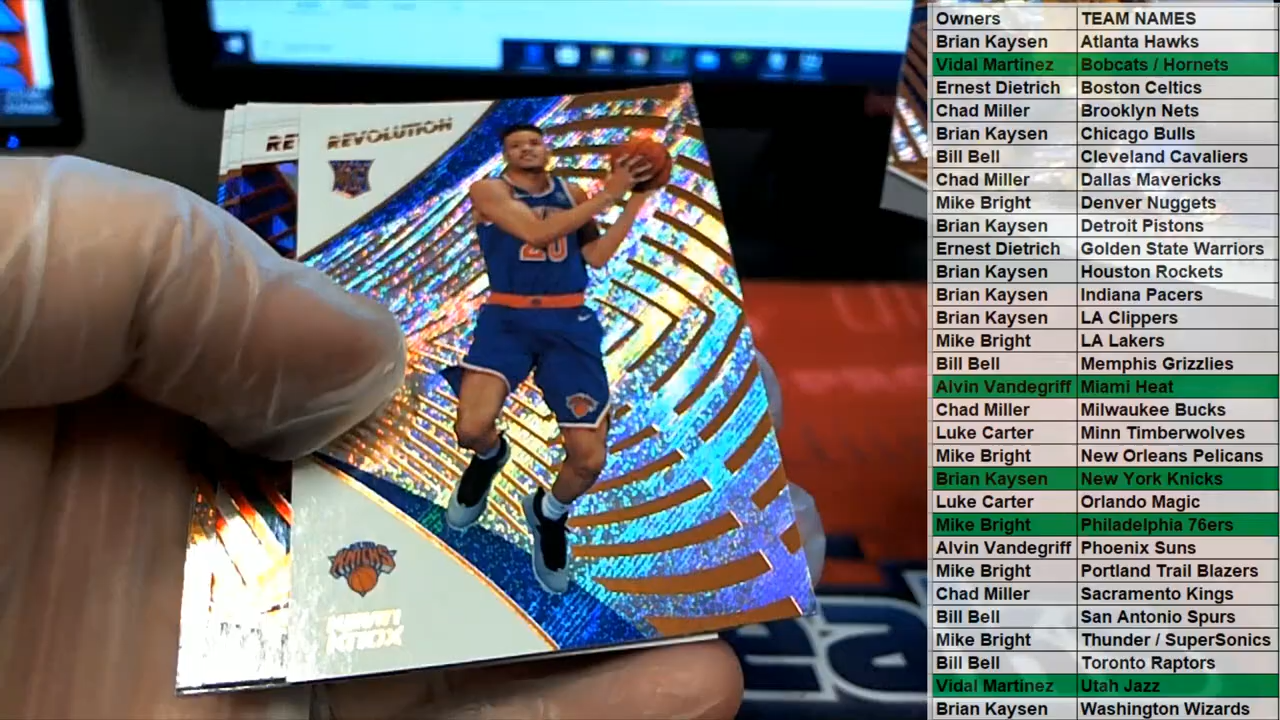 REVOLUTION
RE
20
KNICKS
KEVIN
KNOX
Owners TEAM NAMES
Brian Kaysen Atlanta Hawks
Vidal Martinez Bobcats / Hornets
Ernest Dietrich Boston Celtics
Chad Miller Brooklyn Nets
Brian Kaysen Chicago Bulls
Bill Bell Cleveland Cavaliers
Chad Miller Dallas Mavericks
Mike Bright Denver Nuggets
Brian Kaysen Detroit Pistons
Ernest Dietrich Golden State Warriors
Brian Kaysen Houston Rockets
Brian Kaysen Indiana Pacers
Brian Kaysen LA Clippers
Mike Bright LA Lakers
Bill Bell Memphis Grizzlies
Alvin Vandegriff Miami Heat
Chad Miller Milwaukee Bucks
Luke Carter Minn Timberwolves
Mike Bright New Orleans Pelicans
Brian Kaysen New York Knicks
Luke Carter Orlando Magic
Mike Bright Philadelphia 76ers
Alvin Vandegriff Phoenix Suns
Mike Bright Portland Trail Blazers
Chad Miller Sacramento Kings
Bill Bell San Antonio Spurs
Mike Bright Thunder / SuperSonics
Bill Bell Toronto Raptors
Vidal Martinez Utah Jazz
Brian Kaysen Washington Wizards